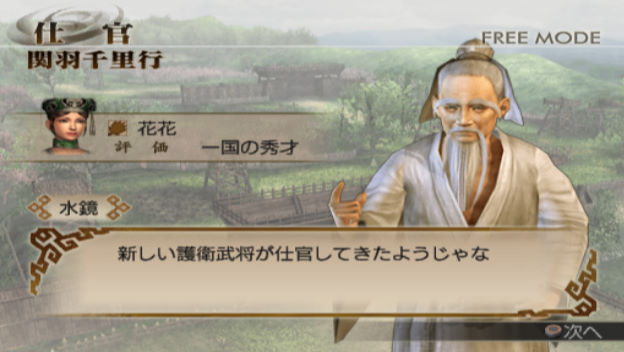 仕官
FREE MODE
関羽千里行
花花
評価 一国の秀才
水鏡
新しい護衛武将が仕官してきたようじゃな
次へ